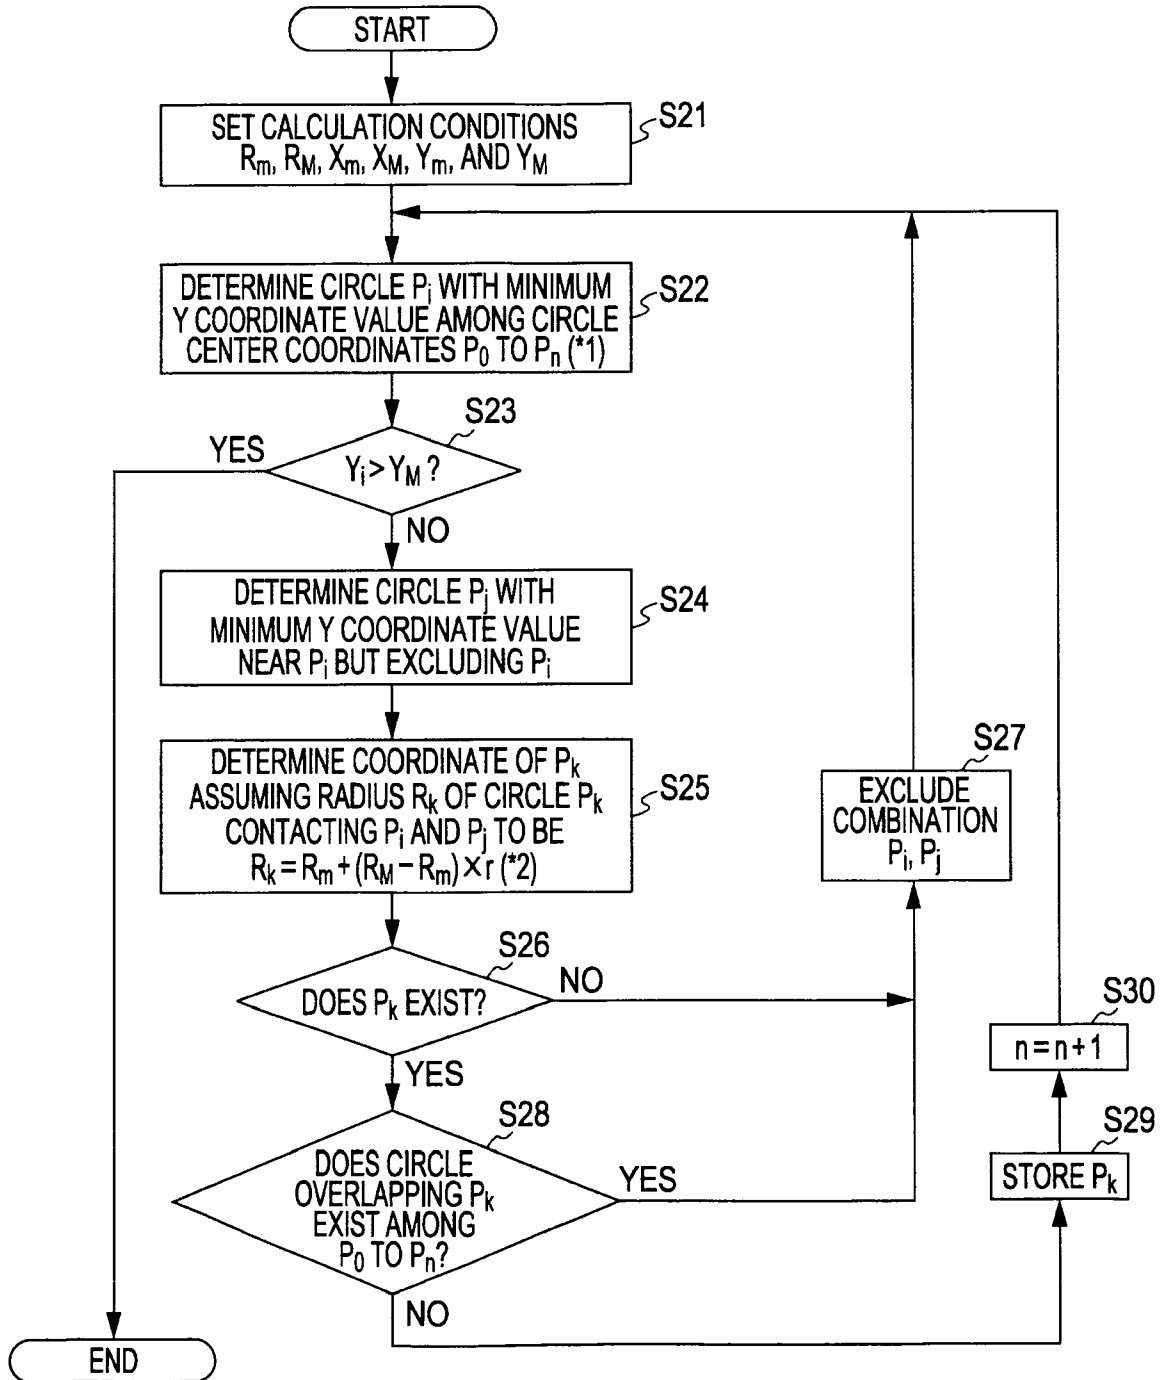 START
SET CALCULATION CONDITIONS
Rm, RM, Xm, XM, Ym, AND YM
S21
DETERMINE CIRCLE Pi WITH MINIMUM
Y COORDINATE VALUE AMONG CIRCLE
CENTER COORDINATES P0 TO Pn (*1)
S22
S23
YES
Yi > YM ?
NO
DETERMINE CIRCLE Pj WITH
MINIMUM Y COORDINATE VALUE
NEAR Pi BUT EXCLUDING Pi
S24
DETERMINE COORDINATE OF Pk
ASSUMING RADIUS Rk OF CIRCLE Pk
CONTACTING Pi AND Pj TO BE
Rk = Rm + (RM − Rm) × r (*2)
S25
S27
EXCLUDE
COMBINATION
Pi, Pj
S26
DOES Pk EXIST?
NO
YES
S30
n = n + 1
S28
DOES CIRCLE
OVERLAPPING Pk
EXIST AMONG
P0 TO Pn?
YES
S29
STORE Pk
NO
END